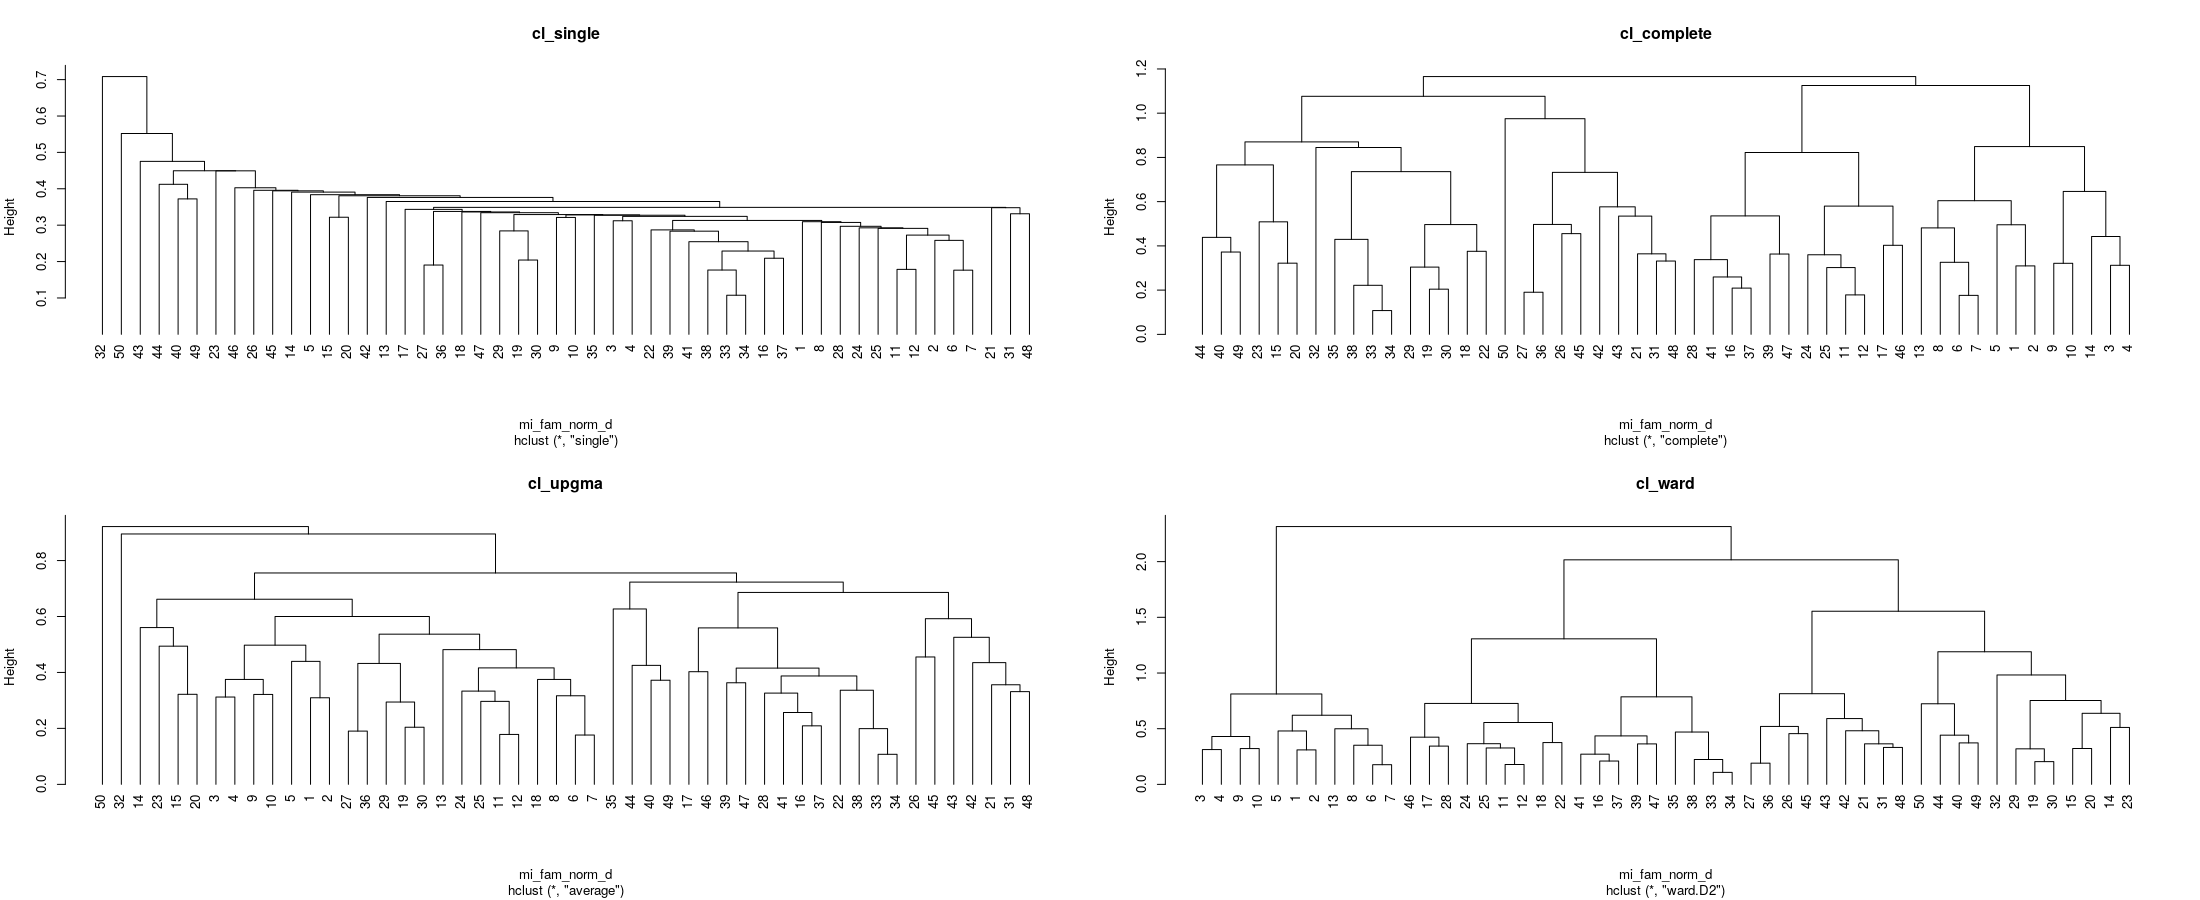 cl_single
Height
0.7
0.6
0.5
0.4
0.3
0.2
0.1
32 50 43 44 40 49 23 46 26 45 14 5 15 20 42 13 17 27 36 18 47 29 19 30 9 10 35 3 4 22 39 41 38 33 34 16 37 1 8 28 24 25 11 12 2 6 7 21 31 48
mi_fam_norm_d
hclust (*, "single")
cl_complete
Height
1.2
1.0
0.8
0.6
0.4
0.2
0.0
44 40 49 23 15 20 32 35 38 33 34 29 19 30 18 22 50 27 36 26 45 42 43 21 31 48 28 41 16 37 39 47 24 25 11 12 17 46 13 8 6 7 5 1 2 9 10 14 3 4
mi_fam_norm_d
hclust (*, "complete")
cl_upgma
Height
0.8
0.6
0.4
0.2
0.0
50 32 14 23 15 20 3 4 9 10 5 1 2 27 36 29 19 30 13 24 25 11 12 18 8 6 7 35 44 40 49 17 46 39 47 28 41 16 37 22 38 33 34 26 45 43 42 21 31 48
mi_fam_norm_d
hclust (*, "average")
cl_ward
Height
2.0
1.5
1.0
0.5
0.0
3 4 9 10 5 1 2 13 8 6 7 46 17 28 24 25 11 12 18 22 41 16 37 39 47 35 38 33 34 27 36 26 45 43 42 21 31 48 50 44 40 49 32 29 19 30 15 20 14 23
mi_fam_norm_d
hclust (*, "ward.D2")